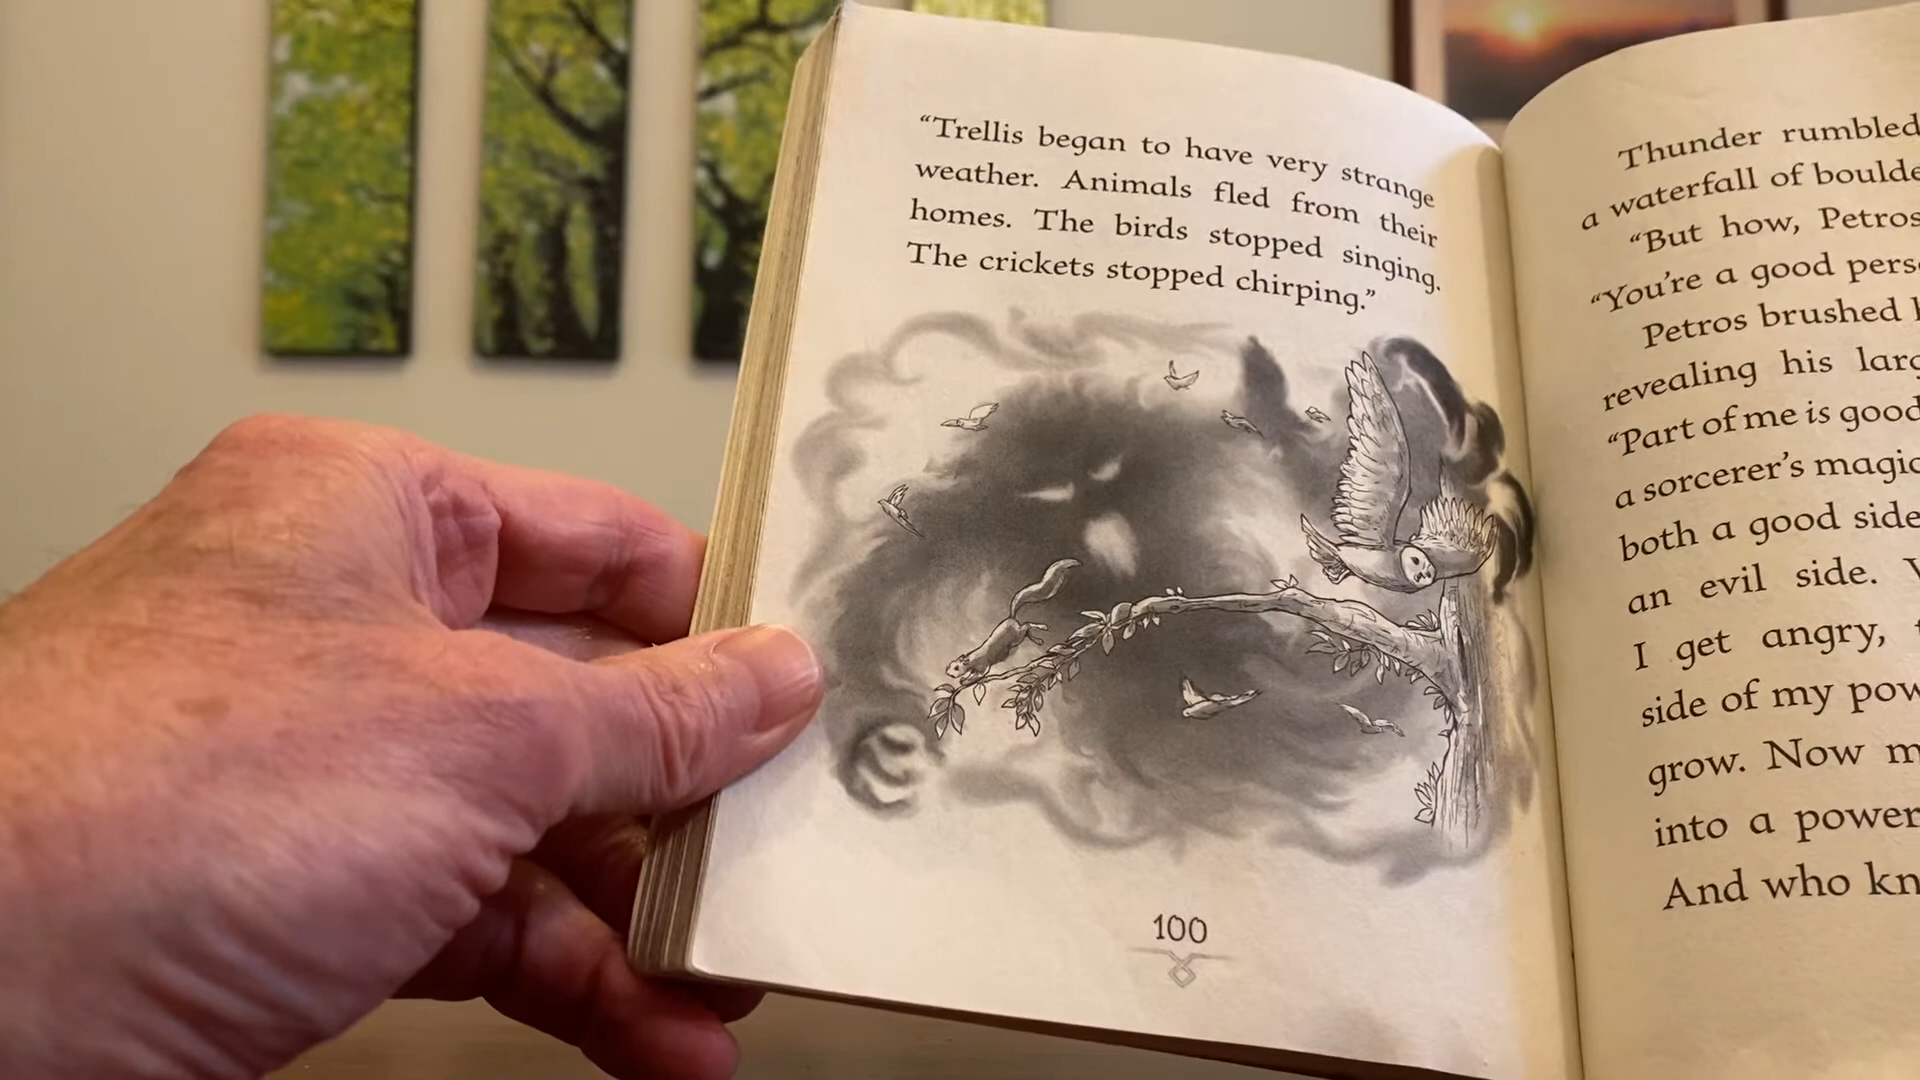 “Trellis began to have very strange
weather. Animals fled from their
homes. The birds stopped singing.
The crickets stopped chirping.”
100
Thunder rumbled
a waterfall of boulde
“But how, Petros
“You’re a good perso
Petros brushed
revealing his larg
“Part of me is good
a sorcerer’s magic
both a good side
an evil side.
I get angry,
side of my pow
grow. Now m
into a power
And who kn